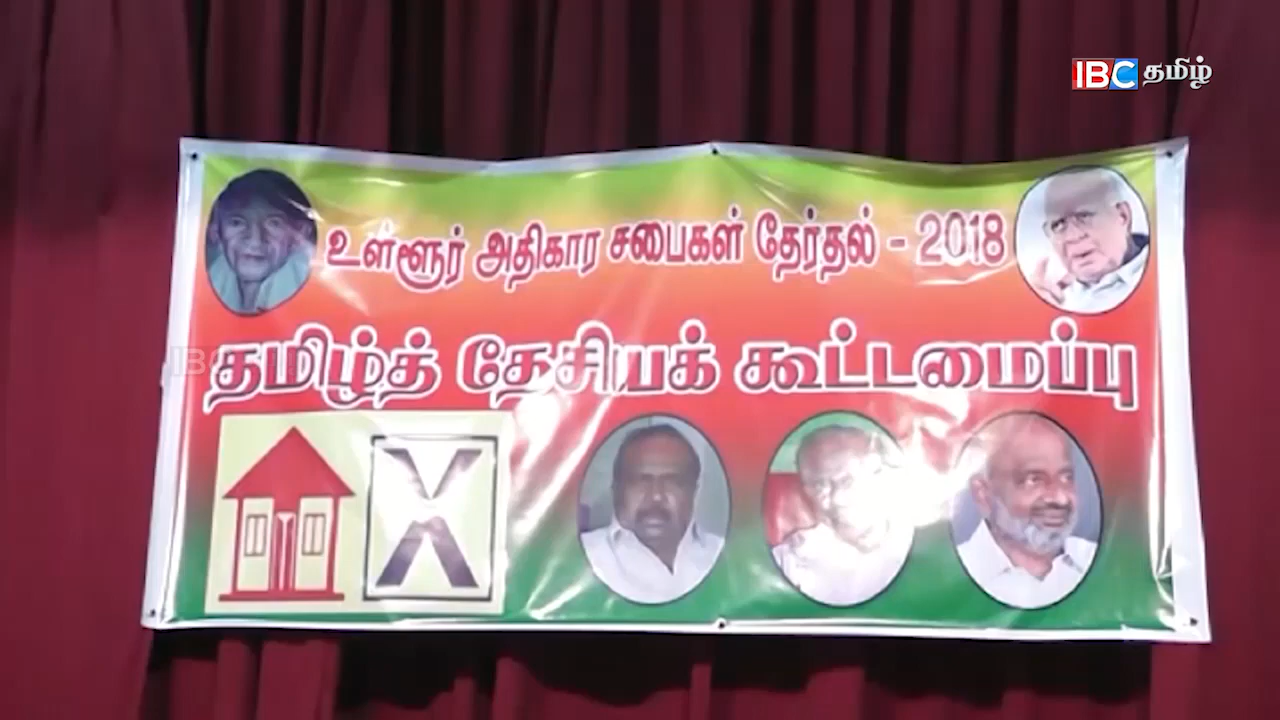 IBC தமிழ்
உள்ளூர் அதிகார சபைகள் தேர்தல் - 2018
தமிழ்த் தேசியக் கூட்டமைப்பு
X